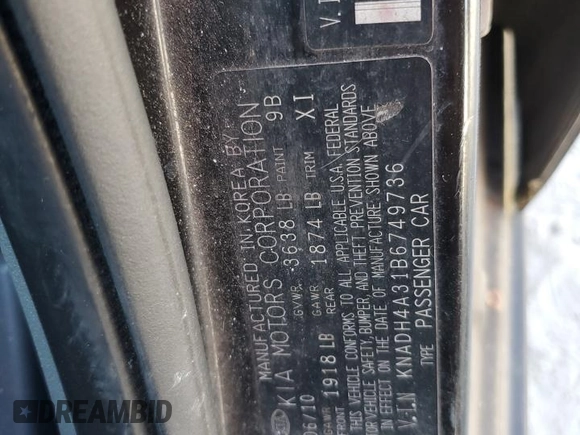 V.I
MANUFACTURED IN KOREA BY
KIA MOTORS CORPORATION
GVWR 3638 LB PAINT 9B
06/10 GAWR FRONT 1918 LB GAWR REAR 1874 LB TRIM XI
THIS VEHICLE CONFORMS TO ALL APPLICABLE U.S.A. FEDERAL
MOTOR VEHICLE SAFETY, BUMPER, AND THEFT PREVENTION STANDARDS
IN EFFECT ON THE DATE OF MANUFACTURE SHOWN ABOVE
V.I.N KNADH4A31B6749736
TYPE PASSENGER CAR
DREAMBID